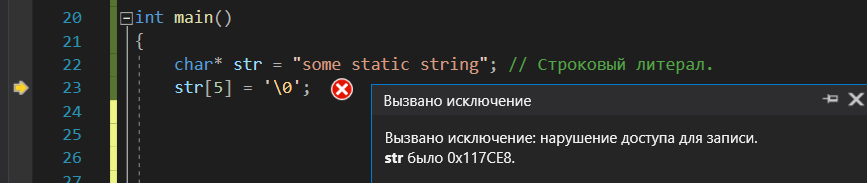 20 int main()
21 {
22 char* str = "some static string"; // Строковый литерал.
23 str[5] = '\0';
24
Вызвано исключение
25
Вызвано исключение: нарушение доступа для записи.
26 str было 0x117CE8.
27